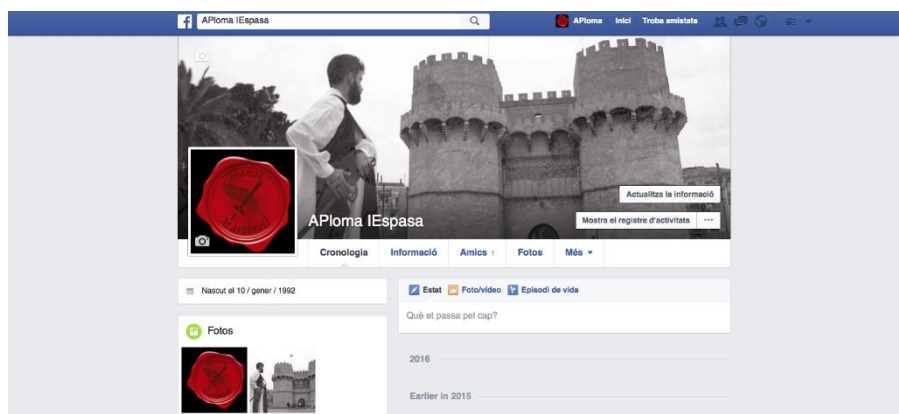 APloma IEspasa
APloma Inici Troba amistats
Joanot
Martorell
Actualitza la informació
APloma IEspasa
Mostra el registre d'activitats ...
Cronologia Informació Amics 1 Fotos Més
Nascut el 10 / gener / 1992
Estat Foto/vídeo Episodi de vida
Què et passa pel cap?
Fotos
2016
Earlier in 2015